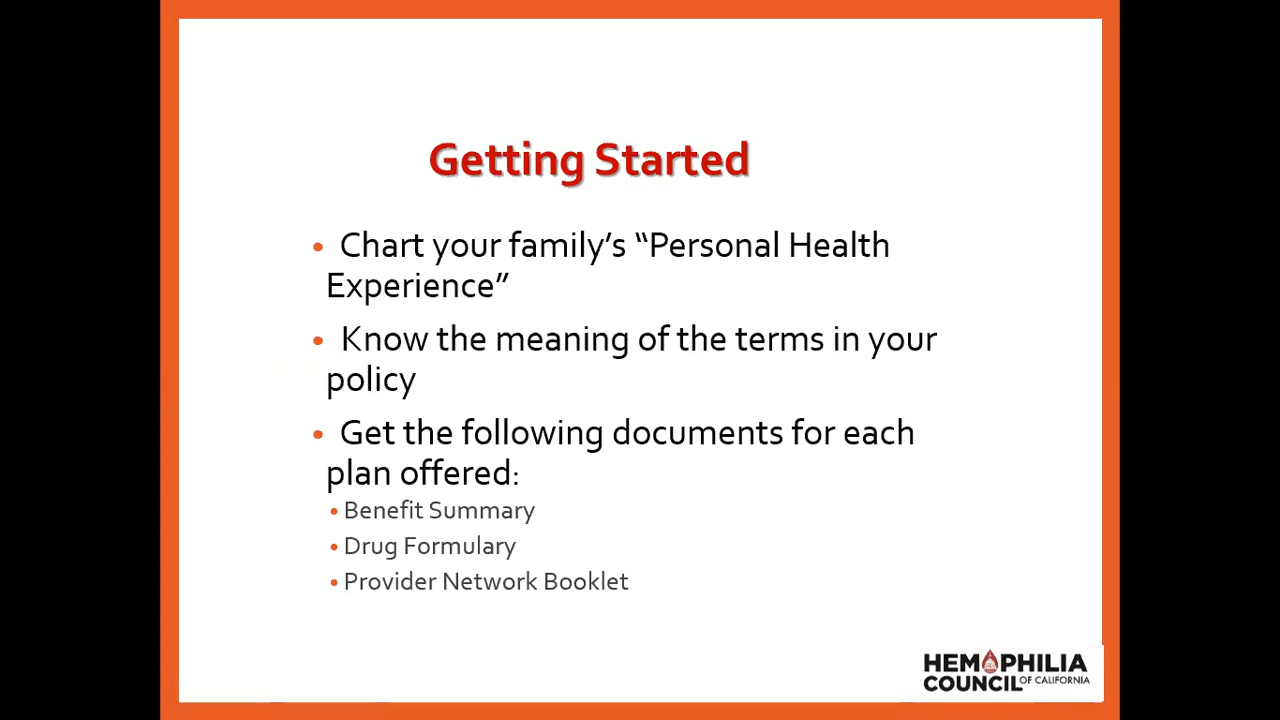 Getting Started
• Chart your family's “Personal Health
Experience”
• Know the meaning of the terms in your
policy
• Get the following documents for each
plan offered:
• Benefit Summary
• Drug Formulary
• Provider Network Booklet
HEMOPHILIA
COUNCIL OF CALIFORNIA